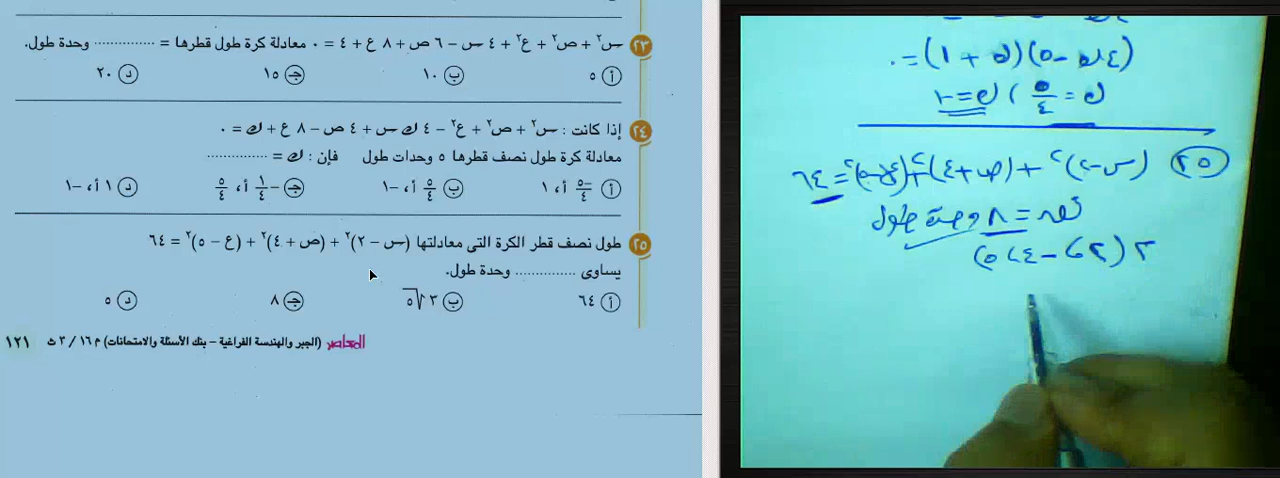 ٢٣ س٢ + ص٢ + ع٢ + ٤ س − ٦ ص + ٨ ع + ٤ = ٠ معادلة كرة طول قطرها = .............. وحدة طول.
أ ٥ ب ١٠ ج ١٥ د ٢٠
٢٤ إذا كانت : س٢ + ص٢ + ع٢ − ٤ ك س + ٤ ص − ٨ ع + ك = ٠
معادلة كرة طول نصف قطرها ٥ وحدات طول فإن : ك = ..............
أ −٥/٤ أ، ١ ب ٥/٤ أ، −١ ج −١/٤ أ، ٥/٤ د ١ أ، −١
٢٥ طول نصف قطر الكرة التى معادلتها (س − ٢)٢ + (ص + ٤)٢ + (ع − ٥)٢ = ٦٤
يساوى .............. وحدة طول.
أ ٦٤ ب ٣√٥ ج ٨ د ٥
المعاصر (الجبر والهندسة الفراغية – بنك الأسئلة والامتحانات) م ١٦ / ٣ ث ١٢١
(٤ك − ٥)(ك + ١) = ٠
ك = ٥/٤ ، ك = −١
٢٥ (س−٢)٢ + (ص+٤)٢ + (ع−٥)٢ = ٦٤
نق = ٨ وحدة طول
م (٢، −٤، ٥)